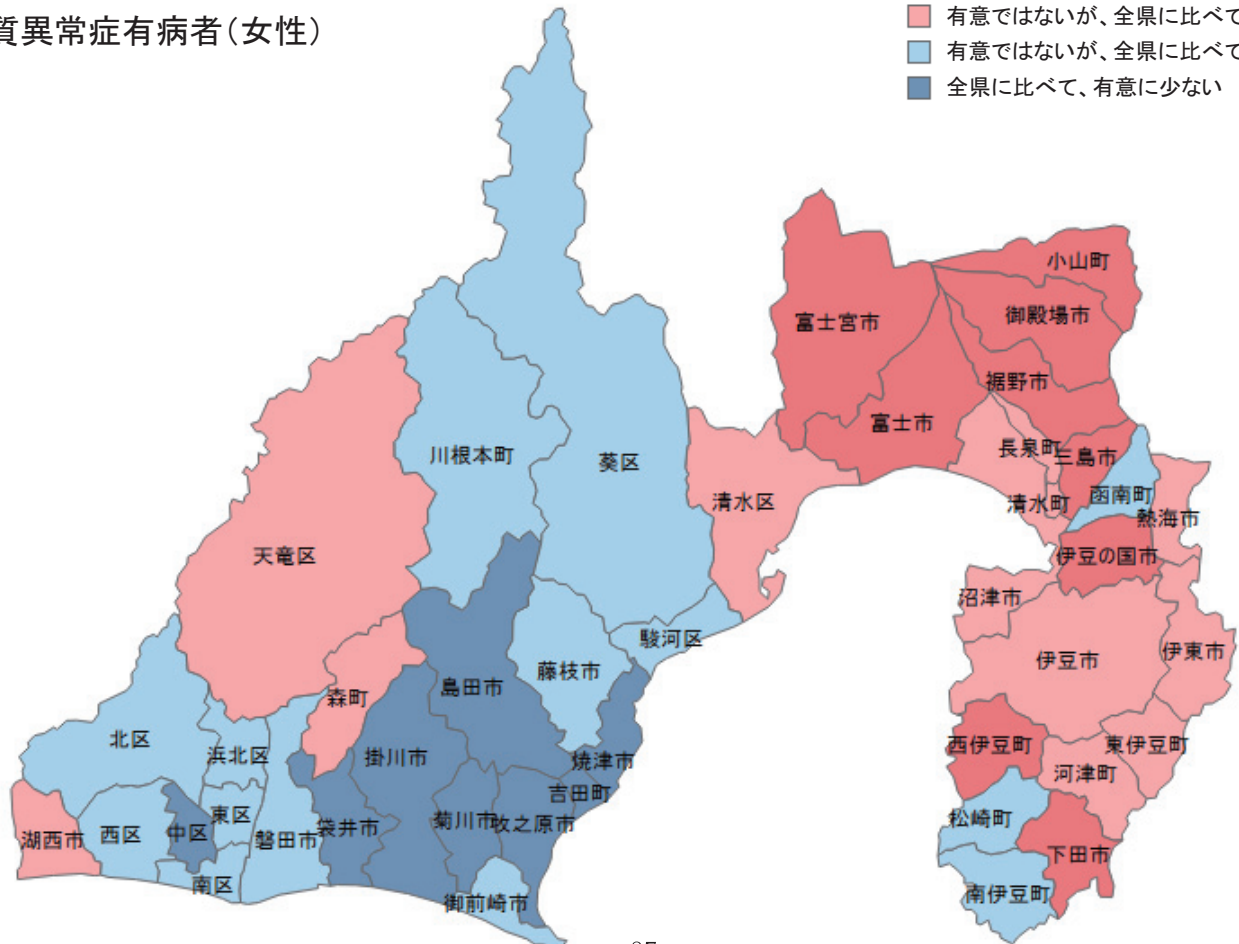 質異常症有病者(女性)
有意ではないが、全県に比べて
有意ではないが、全県に比べて
全県に比べて、有意に少ない
小山町
御殿場市
富士宮市
裾野市
富士市
長泉町
三島市
川根本町
葵区
清水区
清水町
函南町
熱海市
天竜区
伊豆の国市
沼津市
駿河区
伊豆市
伊東市
藤枝市
島田市
森町
北区
浜北区
掛川市
焼津市
西伊豆町
東伊豆町
河津町
吉田町
湖西市
西区
中区
東区
磐田市
袋井市
菊川市
牧之原市
松崎町
下田市
南区
御前崎市
南伊豆町